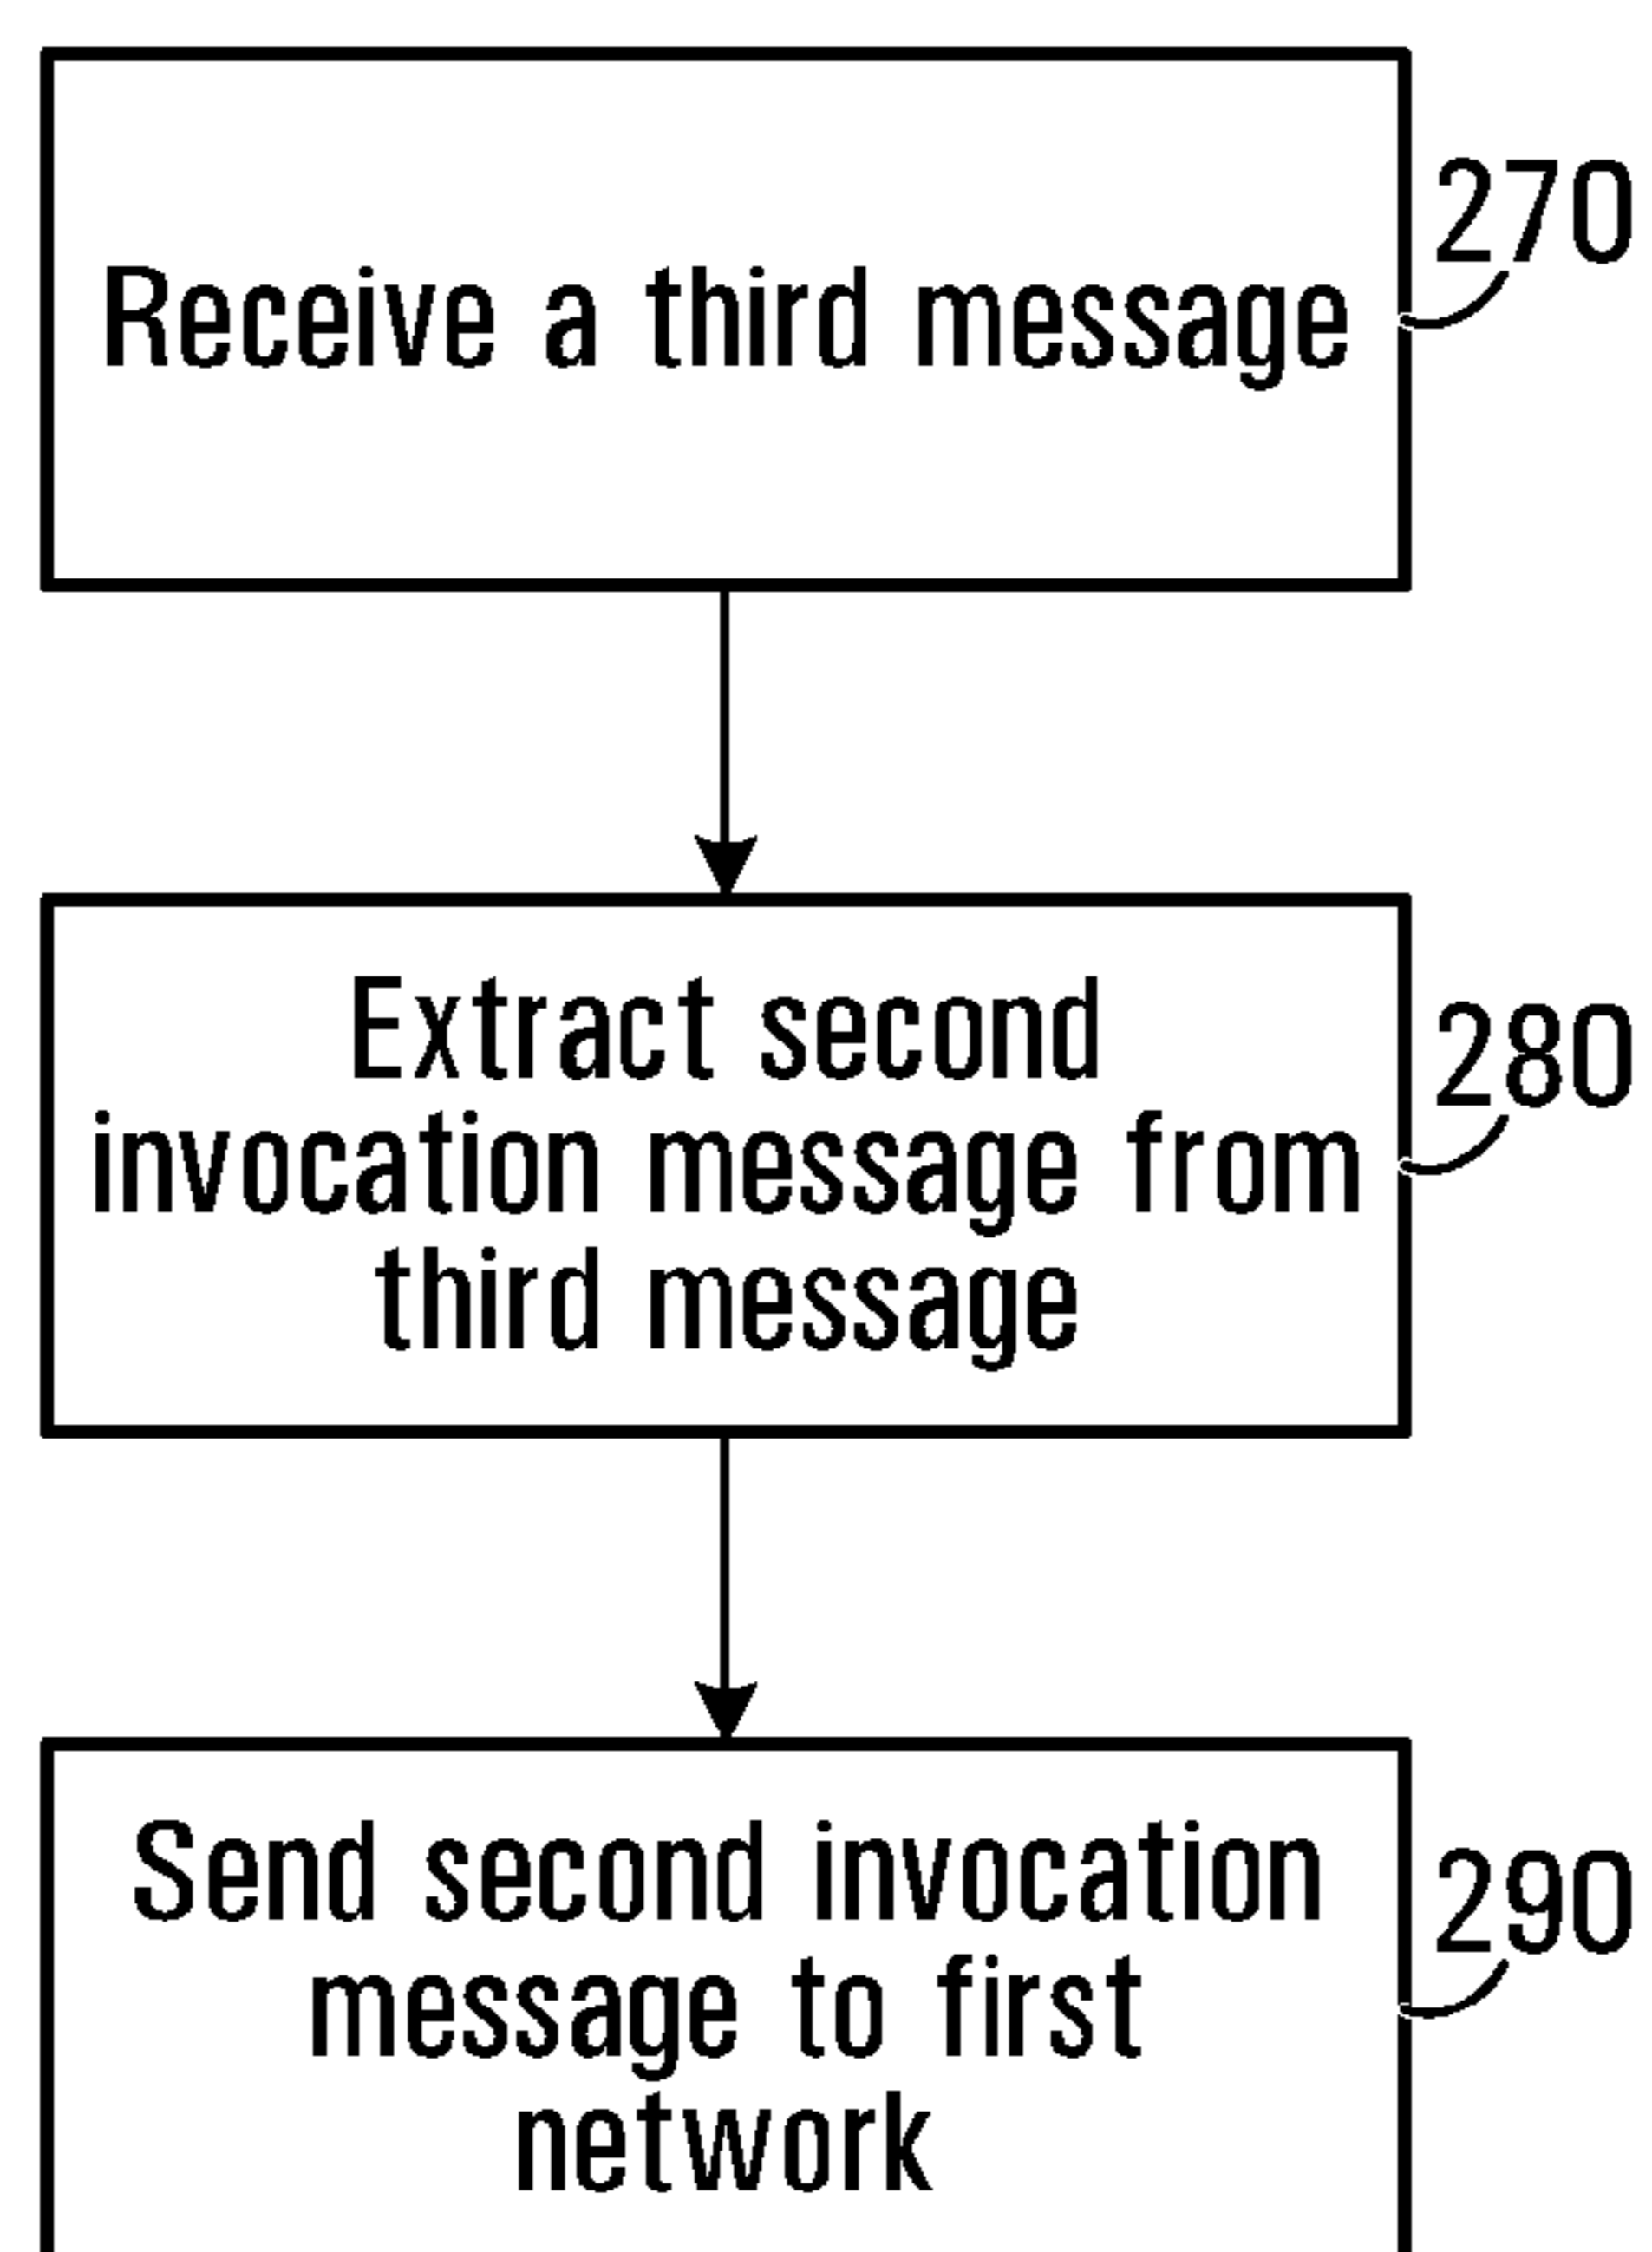 270
Receive a third message
280
Extract second
invocation message from
third message
290
Send second invocation
message to first
network